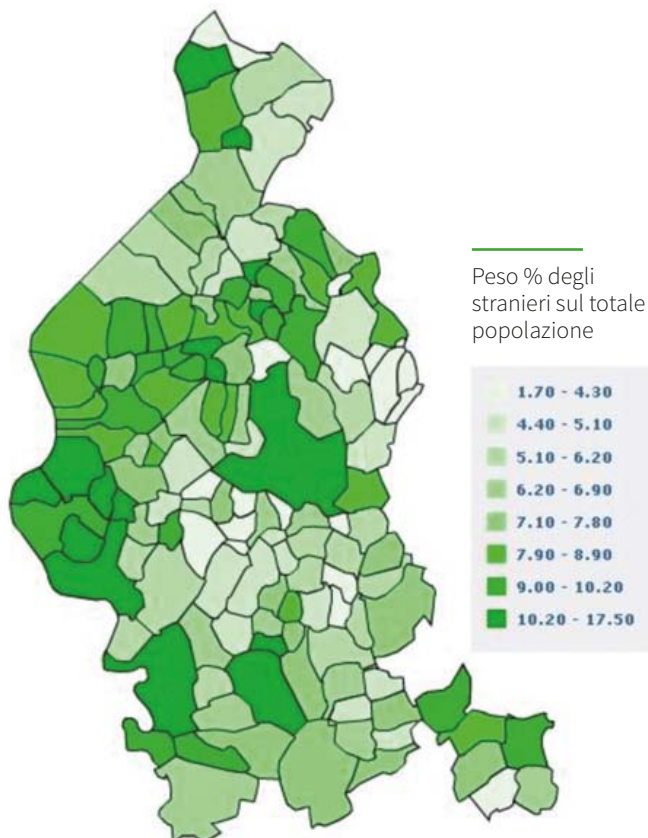 Peso % degli
stranieri sul totale
popolazione
1.70 - 4.30
4.40 - 5.10
5.10 - 6.20
6.20 - 6.90
7.10 - 7.80
7.90 - 8.90
9.00 - 10.20
10.20 - 17.50